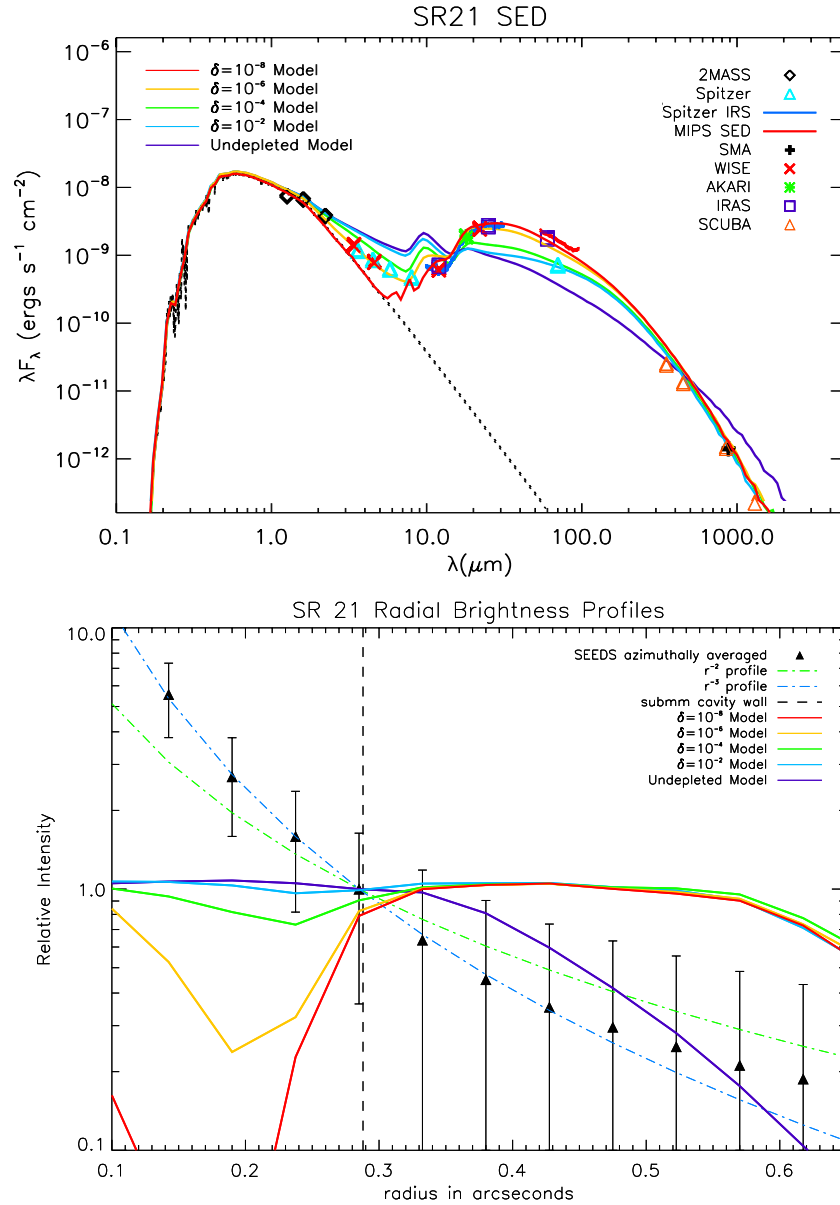 SR21 SED
10⁻⁶
10⁻⁷
10⁻⁸
10⁻⁹
10⁻¹⁰
10⁻¹¹
10⁻¹²
λFλ (ergs s⁻¹ cm⁻²)
δ=10⁻⁸ Model
δ=10⁻⁶ Model
δ=10⁻⁴ Model
δ=10⁻² Model
Undepleted Model
2MASS
Spitzer
Spitzer IRS
MIPS SED
SMA
WISE
AKARI
IRAS
SCUBA
0.1 1.0 10.0 100.0 1000.0
λ(μm)
SR 21 Radial Brightness Profiles
10.0
1.0
0.1
Relative Intensity
SEEDS azimuthally averaged
r⁻² profile
r⁻³ profile
submm cavity wall
δ=10⁻⁸ Model
δ=10⁻⁶ Model
δ=10⁻⁴ Model
δ=10⁻² Model
Undepleted Model
0.1 0.2 0.3 0.4 0.5 0.6
radius in arcseconds